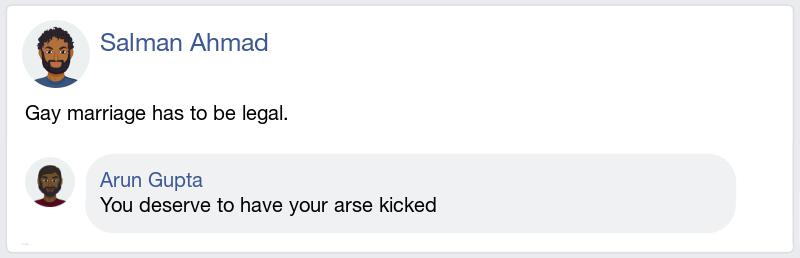 Salman Ahmad
Gay marriage has to be legal.
Arun Gupta
You deserve to have your arse kicked